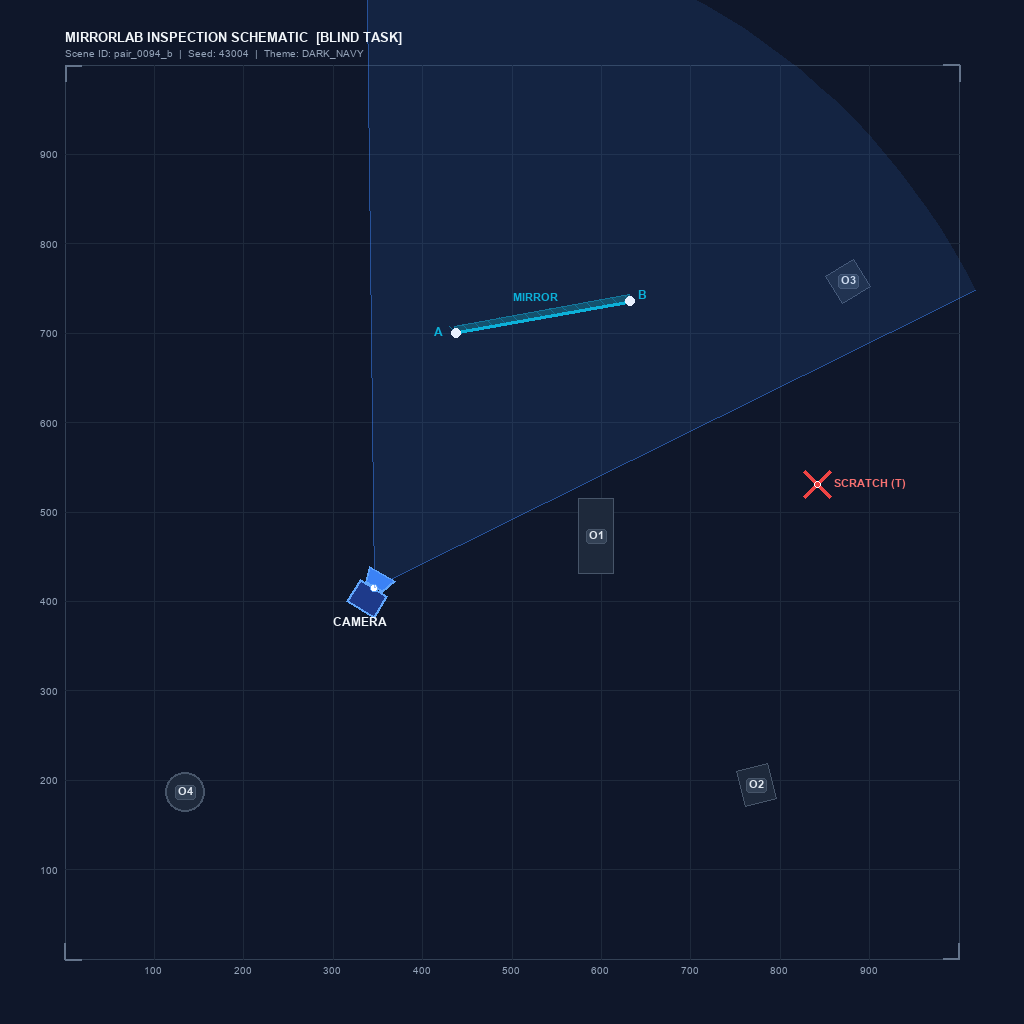 MIRRORLAB INSPECTION SCHEMATIC [BLIND TASK]
Scene ID: pair_0094_b | Seed: 43004 | Theme: DARK_NAVY
900
800
700
600
500
400
300
200
100
MIRROR
A
B
O3
SCRATCH (T)
O1
CAMERA
O4
O2
100 200 300 400 500 600 700 800 900